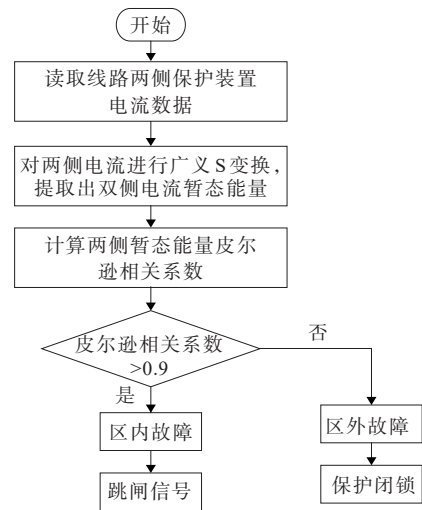 开始
读取线路两侧保护装置
电流数据
对两侧电流进行广义S变换，
提取出双侧电流暂态能量
计算两侧暂态能量皮尔
逊相关系数
皮尔逊相关系数
>0.9
否
是
区内故障
区外故障
跳闸信号
保护闭锁